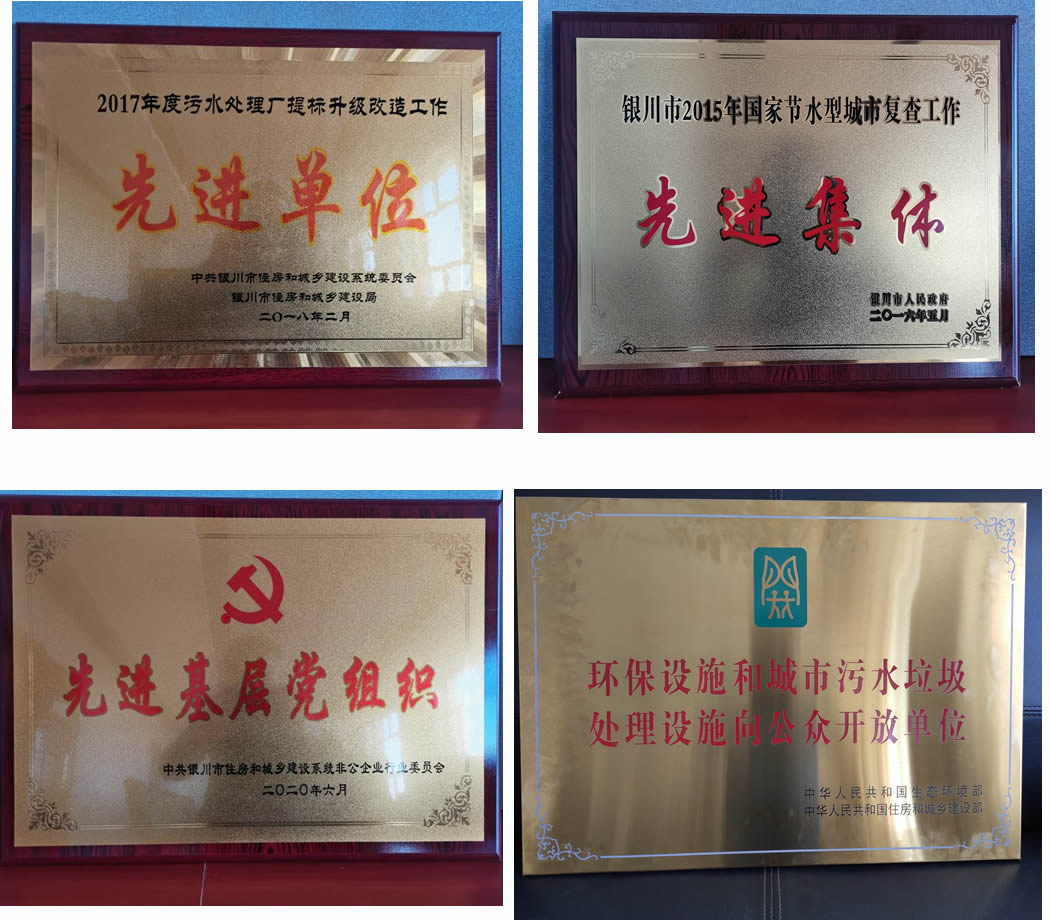 2017年度污水处理厂提标升级改造工作
先进单位
中共银川市住房和城乡建设系统委员会
银川市住房和城乡建设局
二〇一八年二月
银川市2015年国家节水型城市复查工作
先进集体
银川市人民政府
二〇一六年五月
先进基层党组织
中共银川市住房和城乡建设系统非公企业行业委员会
二〇二〇年六月
环保设施和城市污水垃圾
处理设施向公众开放单位
中华人民共和国生态环境部
中华人民共和国住房和城乡建设部